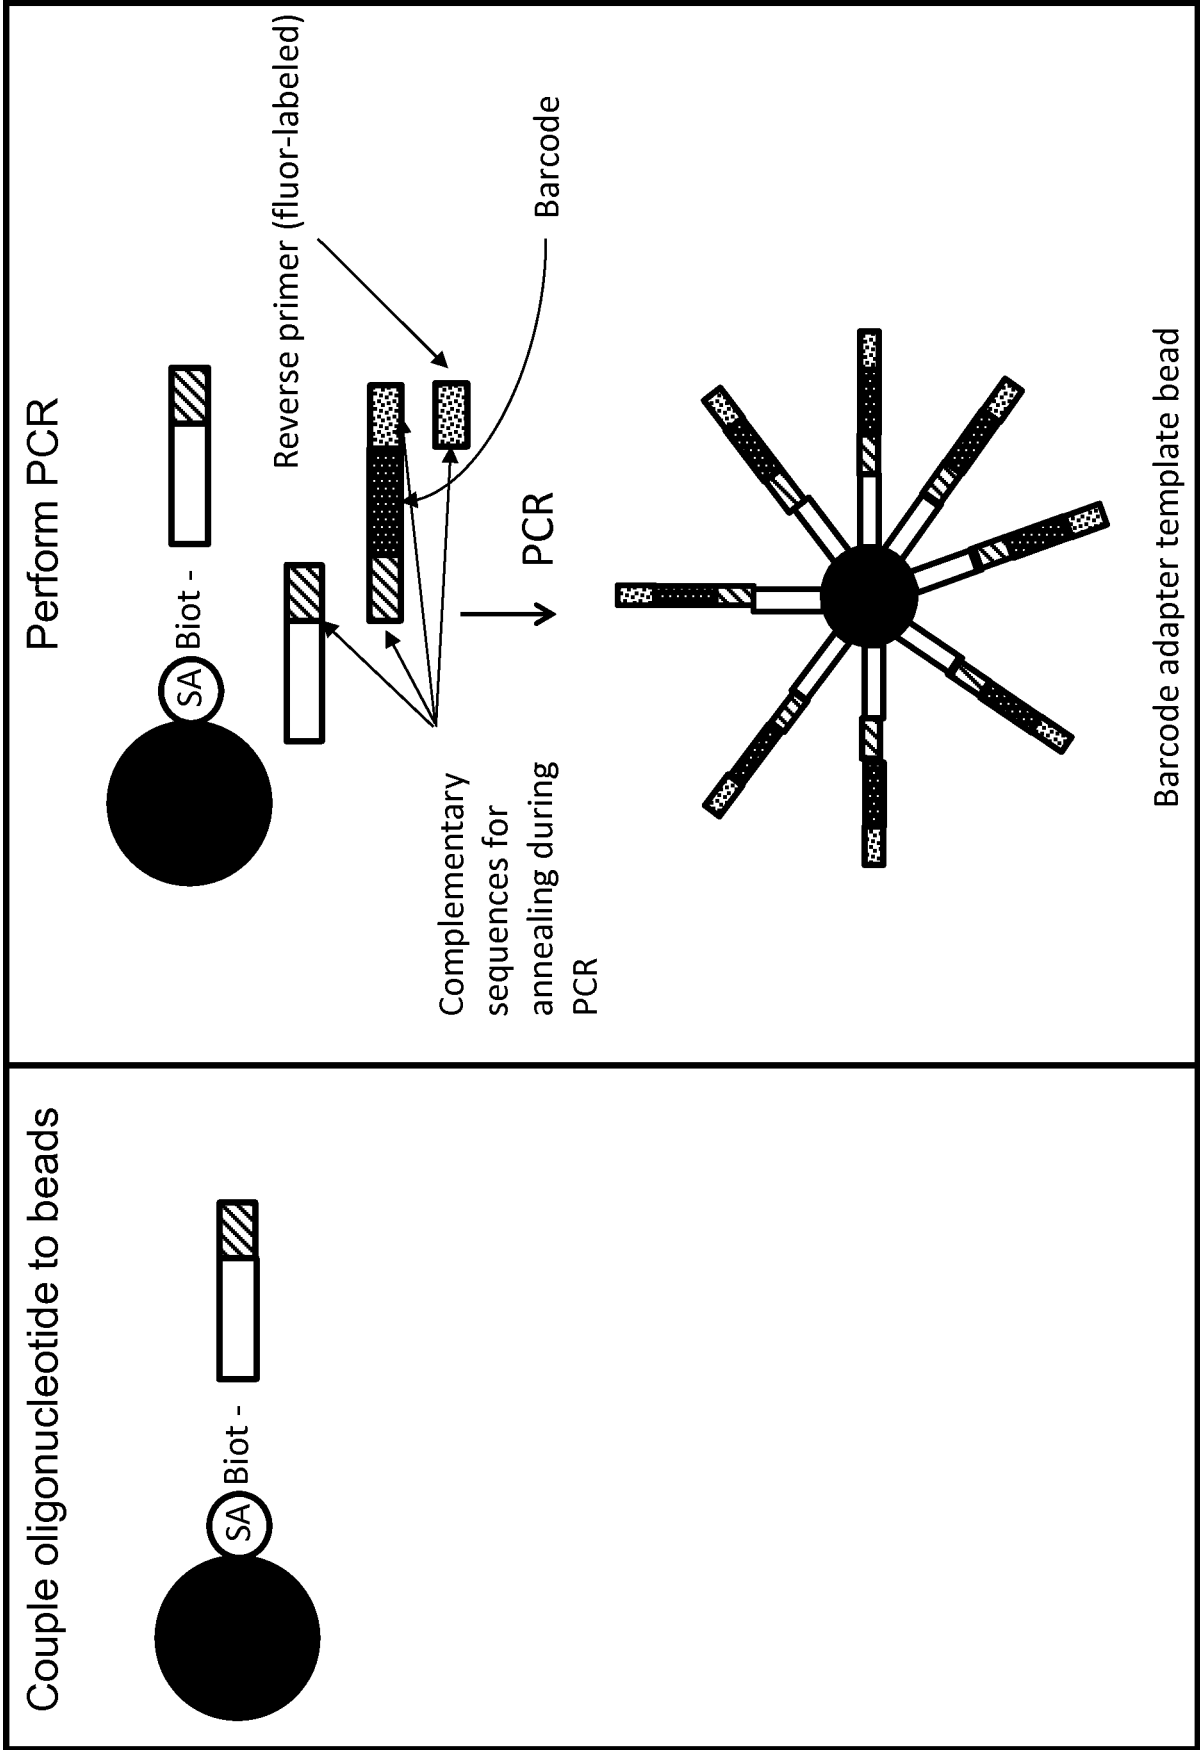 Couple oligonucleotide to beads
SA
Biot -
Perform PCR
SA
Biot -
Reverse primer (fluor-labeled)
Barcode
Complementary
sequences for
annealing during
PCR
PCR
Barcode adapter template bead